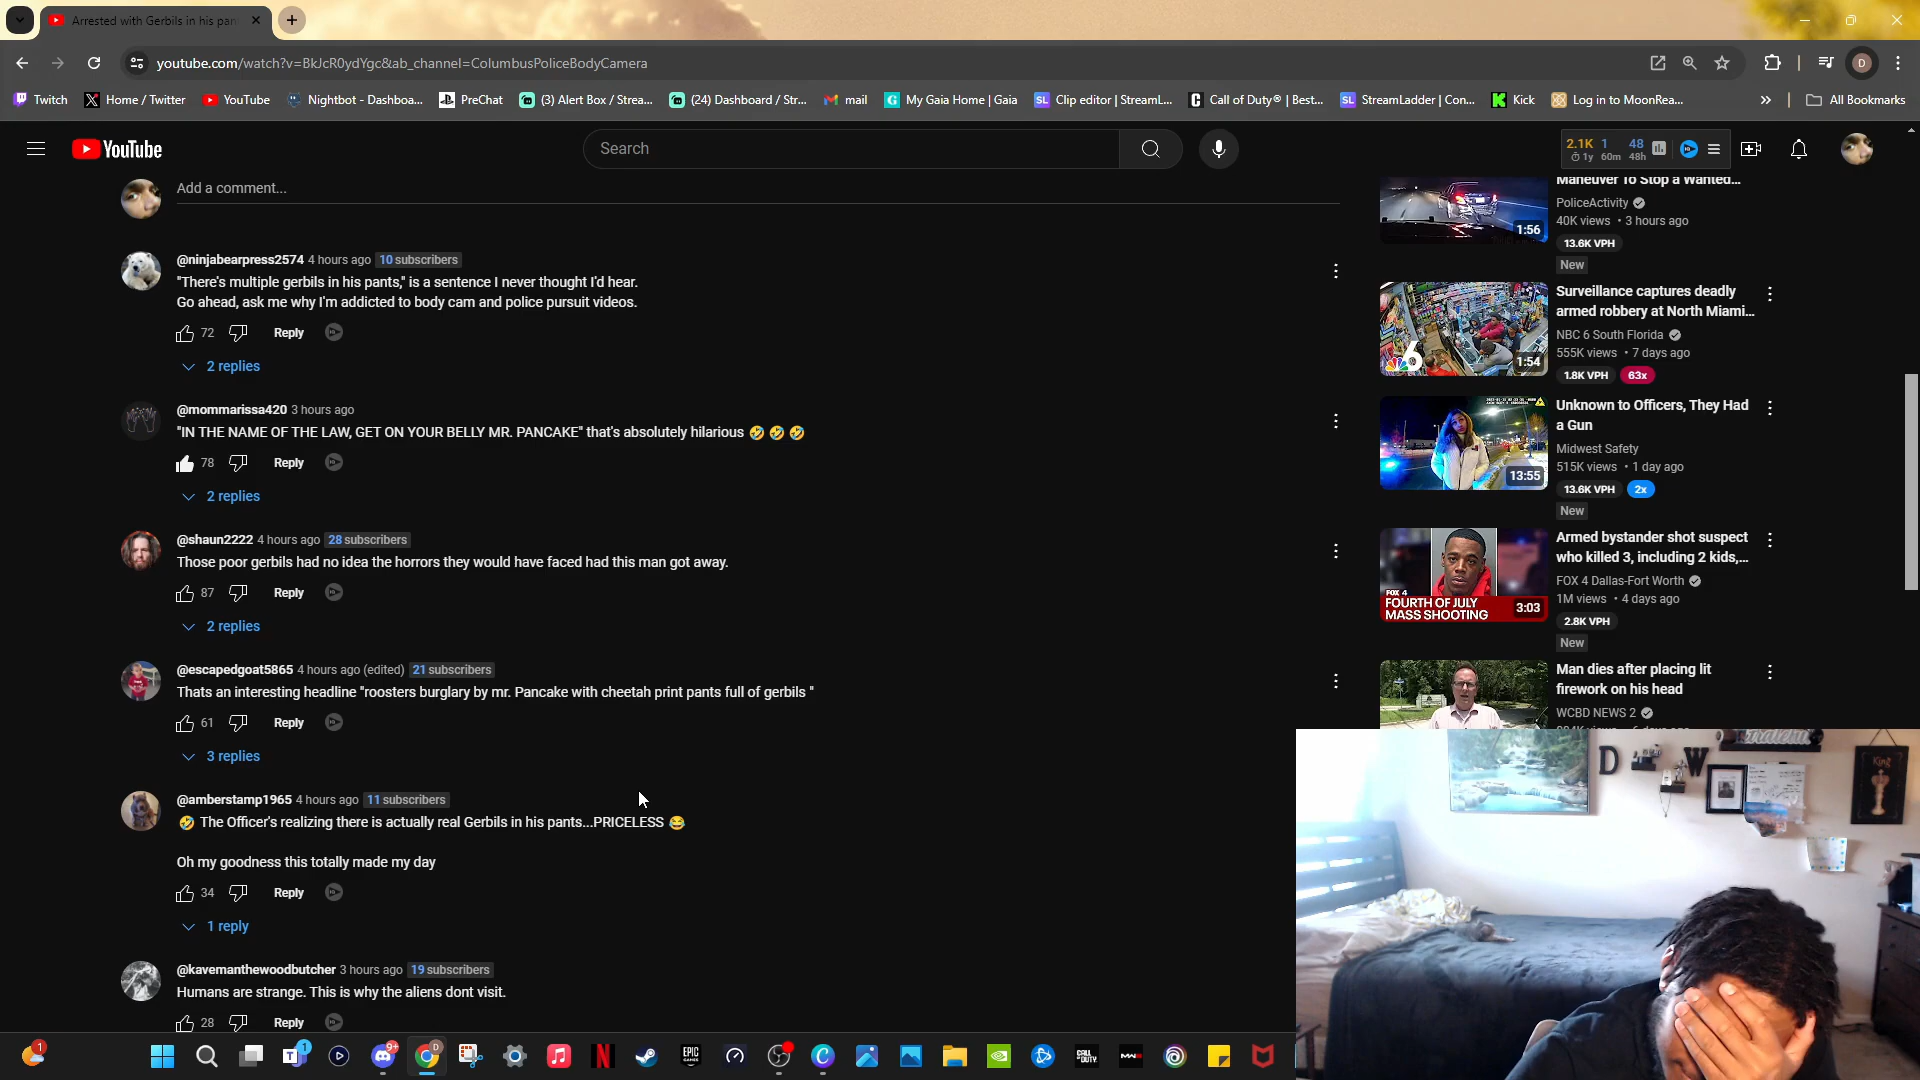 Arrested with Gerbils in his pan
youtube.com/watch?v=BkJcR0ydYgc&ab_channel=ColumbusPoliceBodyCamera
D
Twitch
Home / Twitter
YouTube
Nightbot - Dashboa...
PreChat
(3) Alert Box / Strea...
(24) Dashboard / Str...
mail
My Gaia Home | Gaia
Clip editor | StreamL...
Call of Duty® | Best...
StreamLadder | Con...
Kick
Log in to MoonRea...
All Bookmarks
YouTube
Search
2.1K 1 48
1y 60m 48h
Add a comment...
@ninjabearpress2574 4 hours ago 10 subscribers
"There's multiple gerbils in his pants," is a sentence I never thought I'd hear.
Go ahead, ask me why I'm addicted to body cam and police pursuit videos.
72 Reply
2 replies
@mommarissa420 3 hours ago
"IN THE NAME OF THE LAW, GET ON YOUR BELLY MR. PANCAKE" that's absolutely hilarious 🤣 🤣 🤣
78 Reply
2 replies
@shaun2222 4 hours ago 28 subscribers
Those poor gerbils had no idea the horrors they would have faced had this man got away.
87 Reply
2 replies
@escapedgoat5865 4 hours ago (edited) 21 subscribers
Thats an interesting headline "roosters burglary by mr. Pancake with cheetah print pants full of gerbils "
61 Reply
3 replies
@amberstamp1965 4 hours ago 11 subscribers
🤣 The Officer's realizing there is actually real Gerbils in his pants...PRICELESS 😂
Oh my goodness this totally made my day
34 Reply
1 reply
@kavemanthewoodbutcher 3 hours ago 19 subscribers
Humans are strange. This is why the aliens dont visit.
28 Reply
Maneuver To Stop a Wanted...
PoliceActivity
40K views • 3 hours ago
13.6K VPH
New
1:56
Surveillance captures deadly
armed robbery at North Miami...
NBC 6 South Florida
555K views • 7 days ago
1.8K VPH 63x
6
1:54
Unknown to Officers, They Had
a Gun
Midwest Safety
515K views • 1 day ago
13.6K VPH 2x
New
13:55
Armed bystander shot suspect
who killed 3, including 2 kids,...
FOX 4 Dallas-Fort Worth
1M views • 4 days ago
2.8K VPH
New
FOX 4
FOURTH OF JULY
MASS SHOOTING
3:03
Man dies after placing lit
firework on his head
WCBD NEWS 2
D W
grateful
King
1
1
9+
D
EPIC
GAMES
CALL
OF DUTY